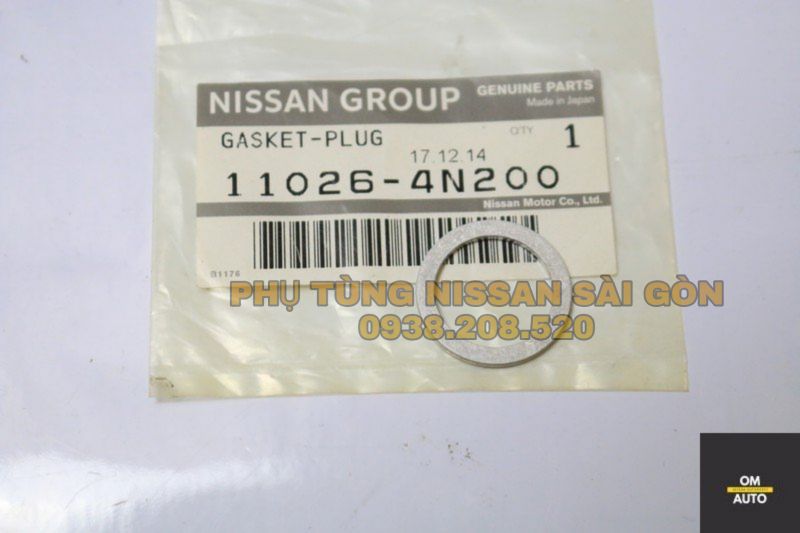 NISSAN GROUP
GENUINE PARTS
Made in Japan
GASKET-PLUG
Q'TY 1
17.12.14
11026-4N200
Nissan Motor Co., Ltd.
B1176
PHỤ TÙNG NISSAN SÀI GÒN
0938.208.520
OM
AUTO